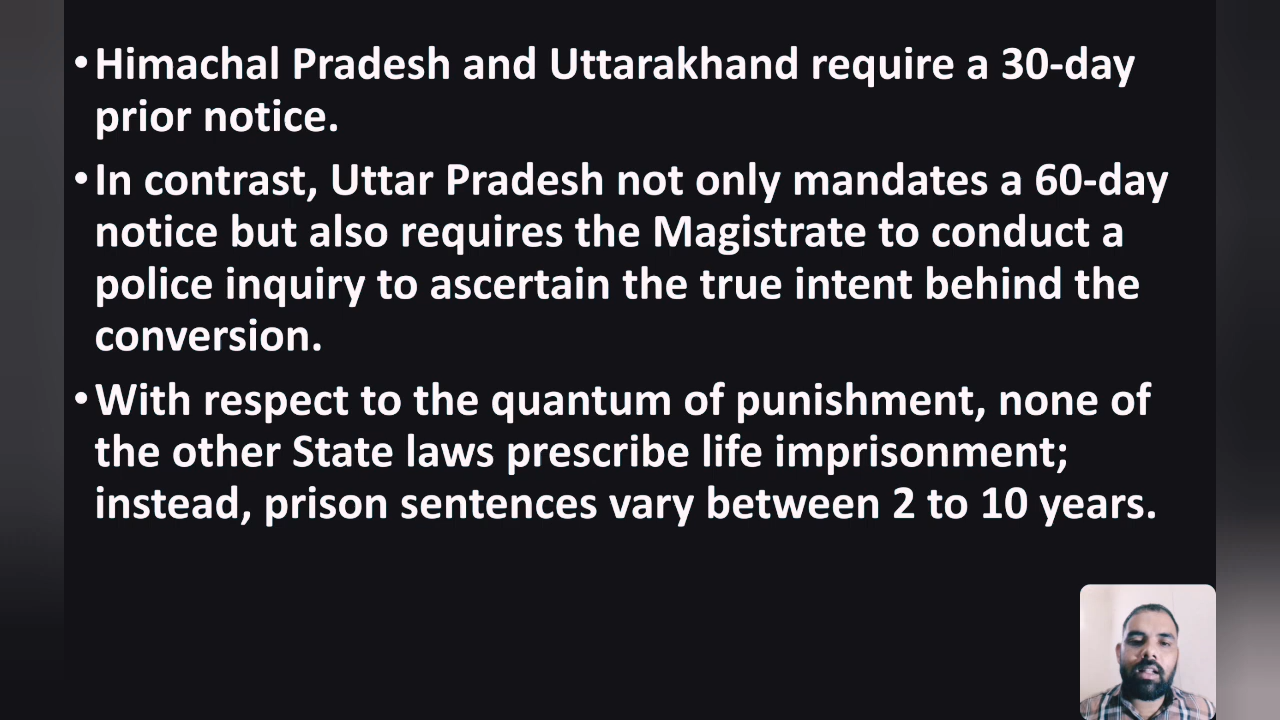 • Himachal Pradesh and Uttarakhand require a 30-day
prior notice.
• In contrast, Uttar Pradesh not only mandates a 60-day
notice but also requires the Magistrate to conduct a
police inquiry to ascertain the true intent behind the
conversion.
• With respect to the quantum of punishment, none of
the other State laws prescribe life imprisonment;
instead, prison sentences vary between 2 to 10 years.